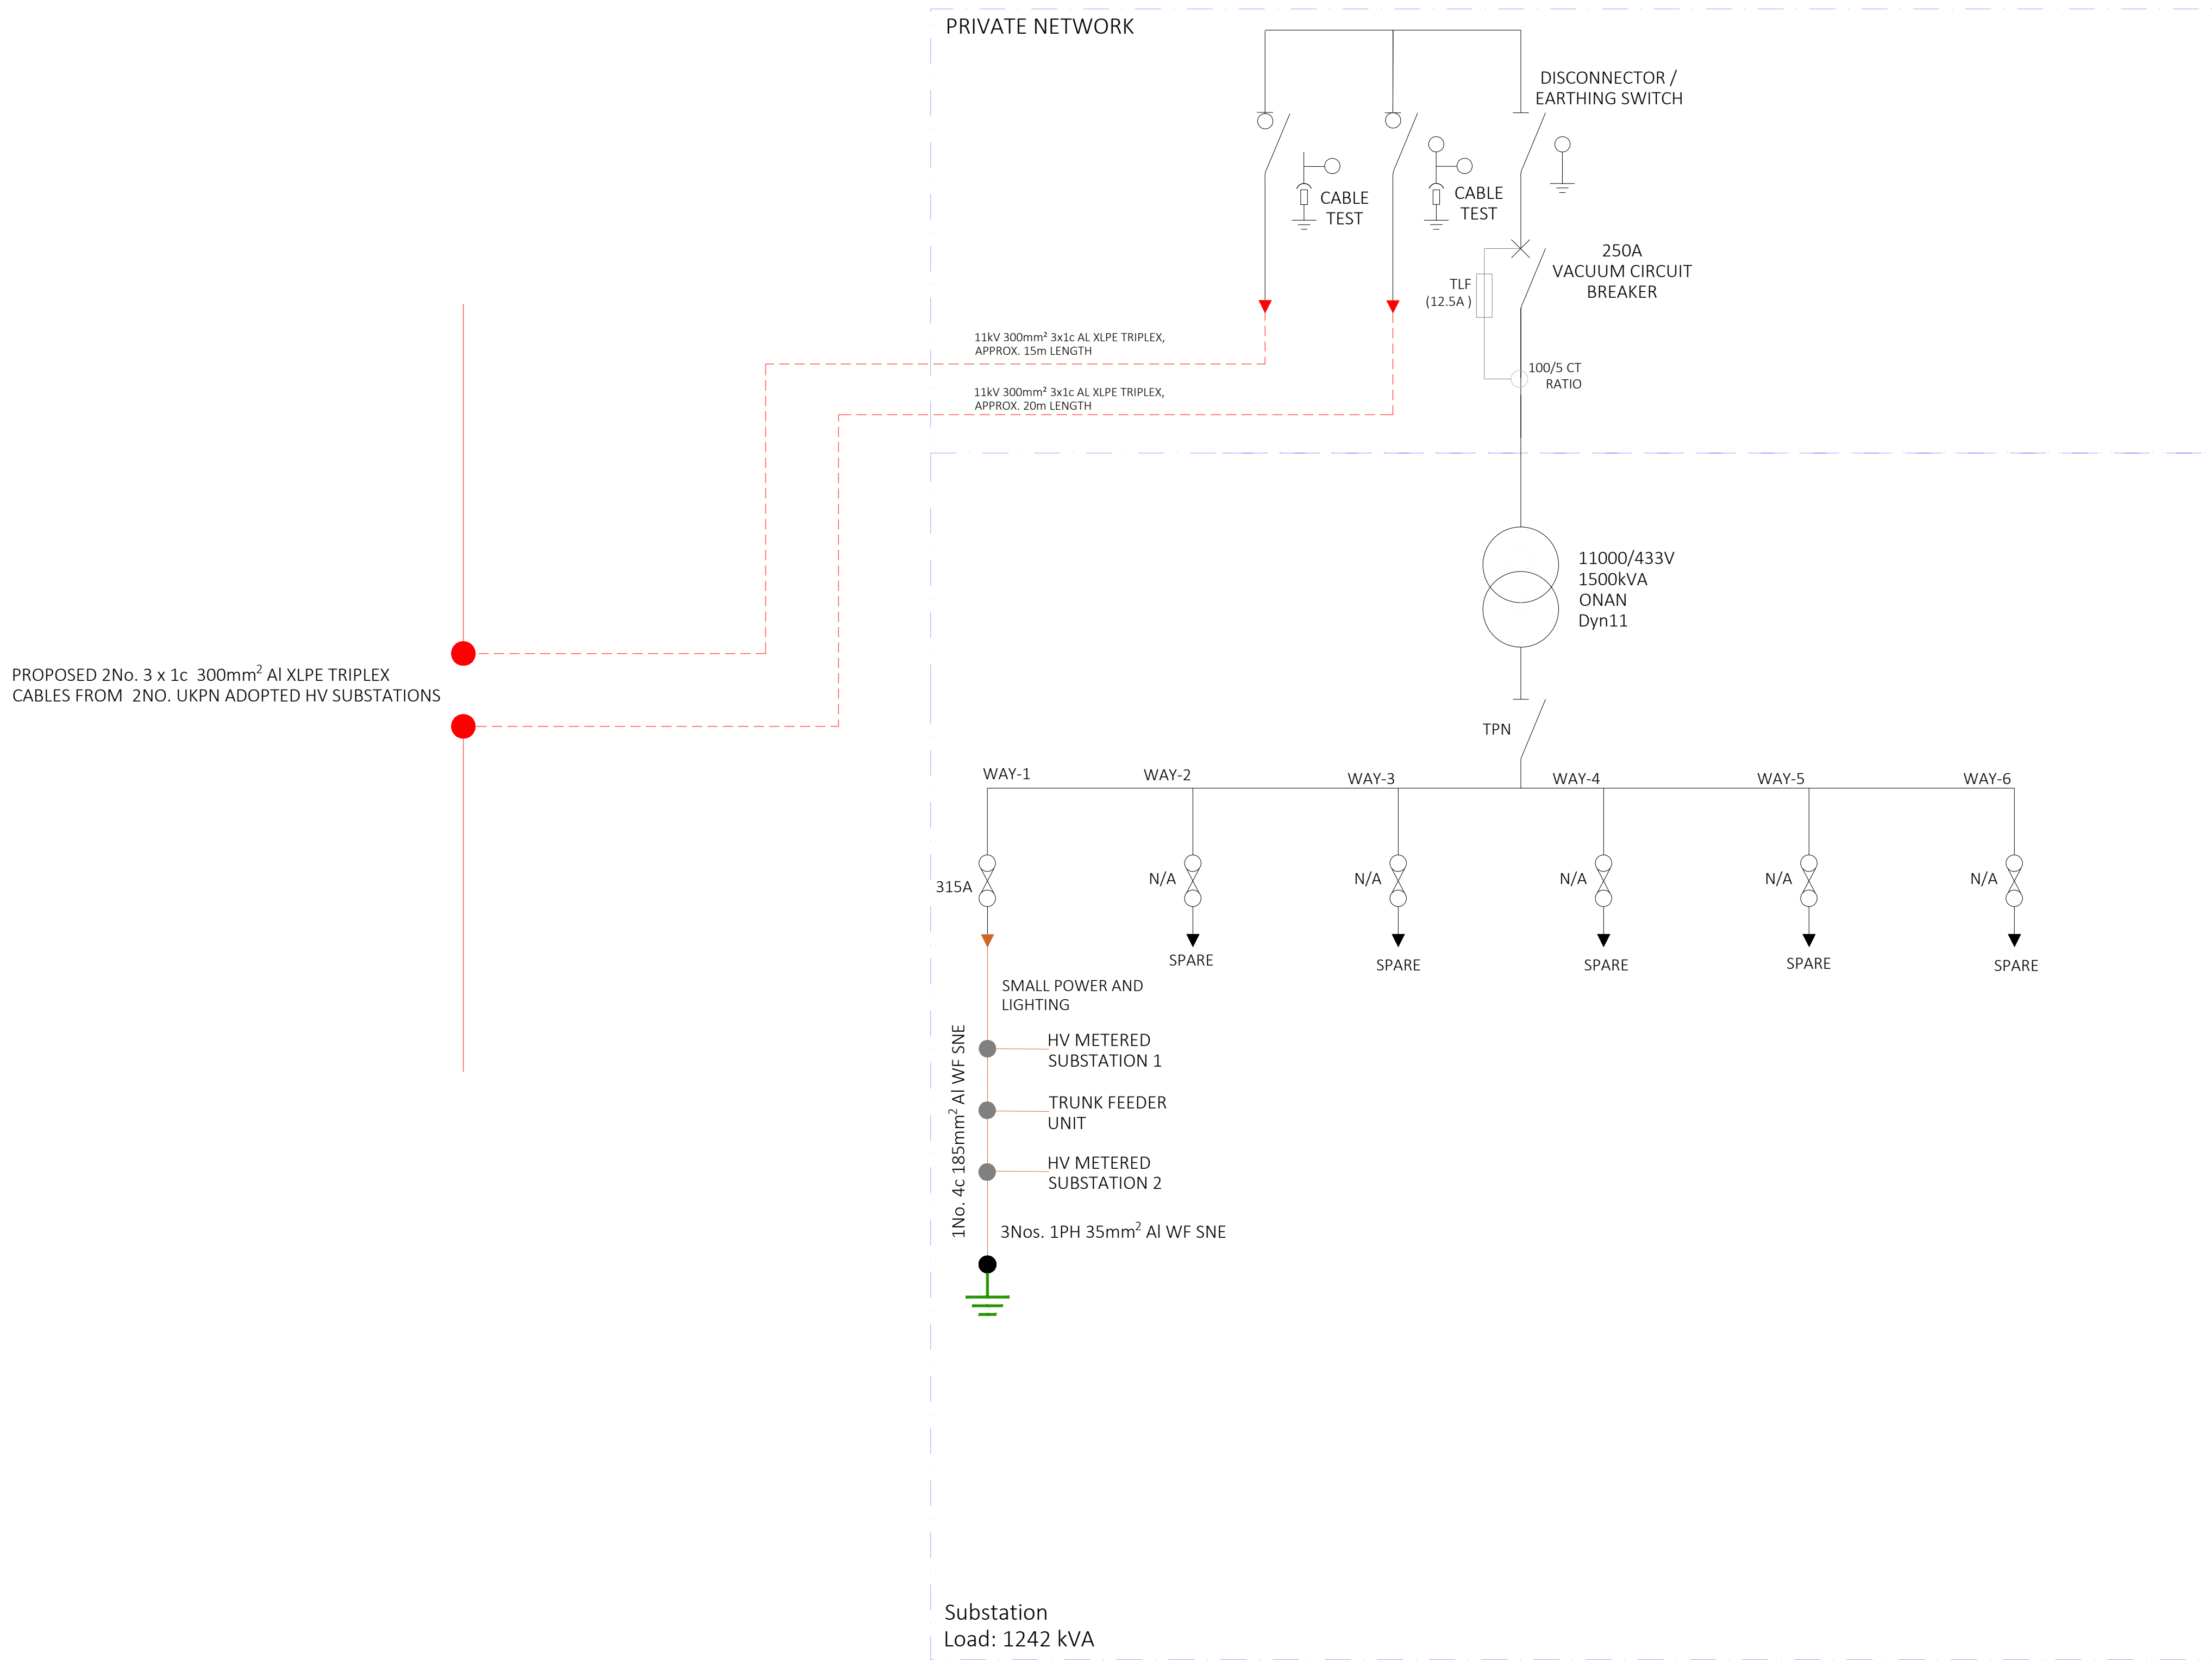 PRIVATE NETWORK
DISCONNECTOR /
EARTHING SWITCH
CABLE
TEST
CABLE
TEST
250A
VACUUM CIRCUIT
BREAKER
TLF
(12.5A )
11kV 300mm² 3x1c AL XLPE TRIPLEX,
APPROX. 15m LENGTH
100/5 CT
RATIO
11kV 300mm² 3x1c AL XLPE TRIPLEX,
APPROX. 20m LENGTH
11000/433V
1500kVA
ONAN
Dyn11
PROPOSED 2No. 3 x 1c 300mm² Al XLPE TRIPLEX
CABLES FROM 2NO. UKPN ADOPTED HV SUBSTATIONS
TPN
WAY-1
WAY-2
WAY-3
WAY-4
WAY-5
WAY-6
315A
N/A
N/A
N/A
N/A
N/A
SPARE
SPARE
SPARE
SPARE
SPARE
SMALL POWER AND
LIGHTING
1No. 4c 185mm² Al WF SNE
HV METERED
SUBSTATION 1
TRUNK FEEDER
UNIT
HV METERED
SUBSTATION 2
3Nos. 1PH 35mm² Al WF SNE
Substation
Load: 1242 kVA